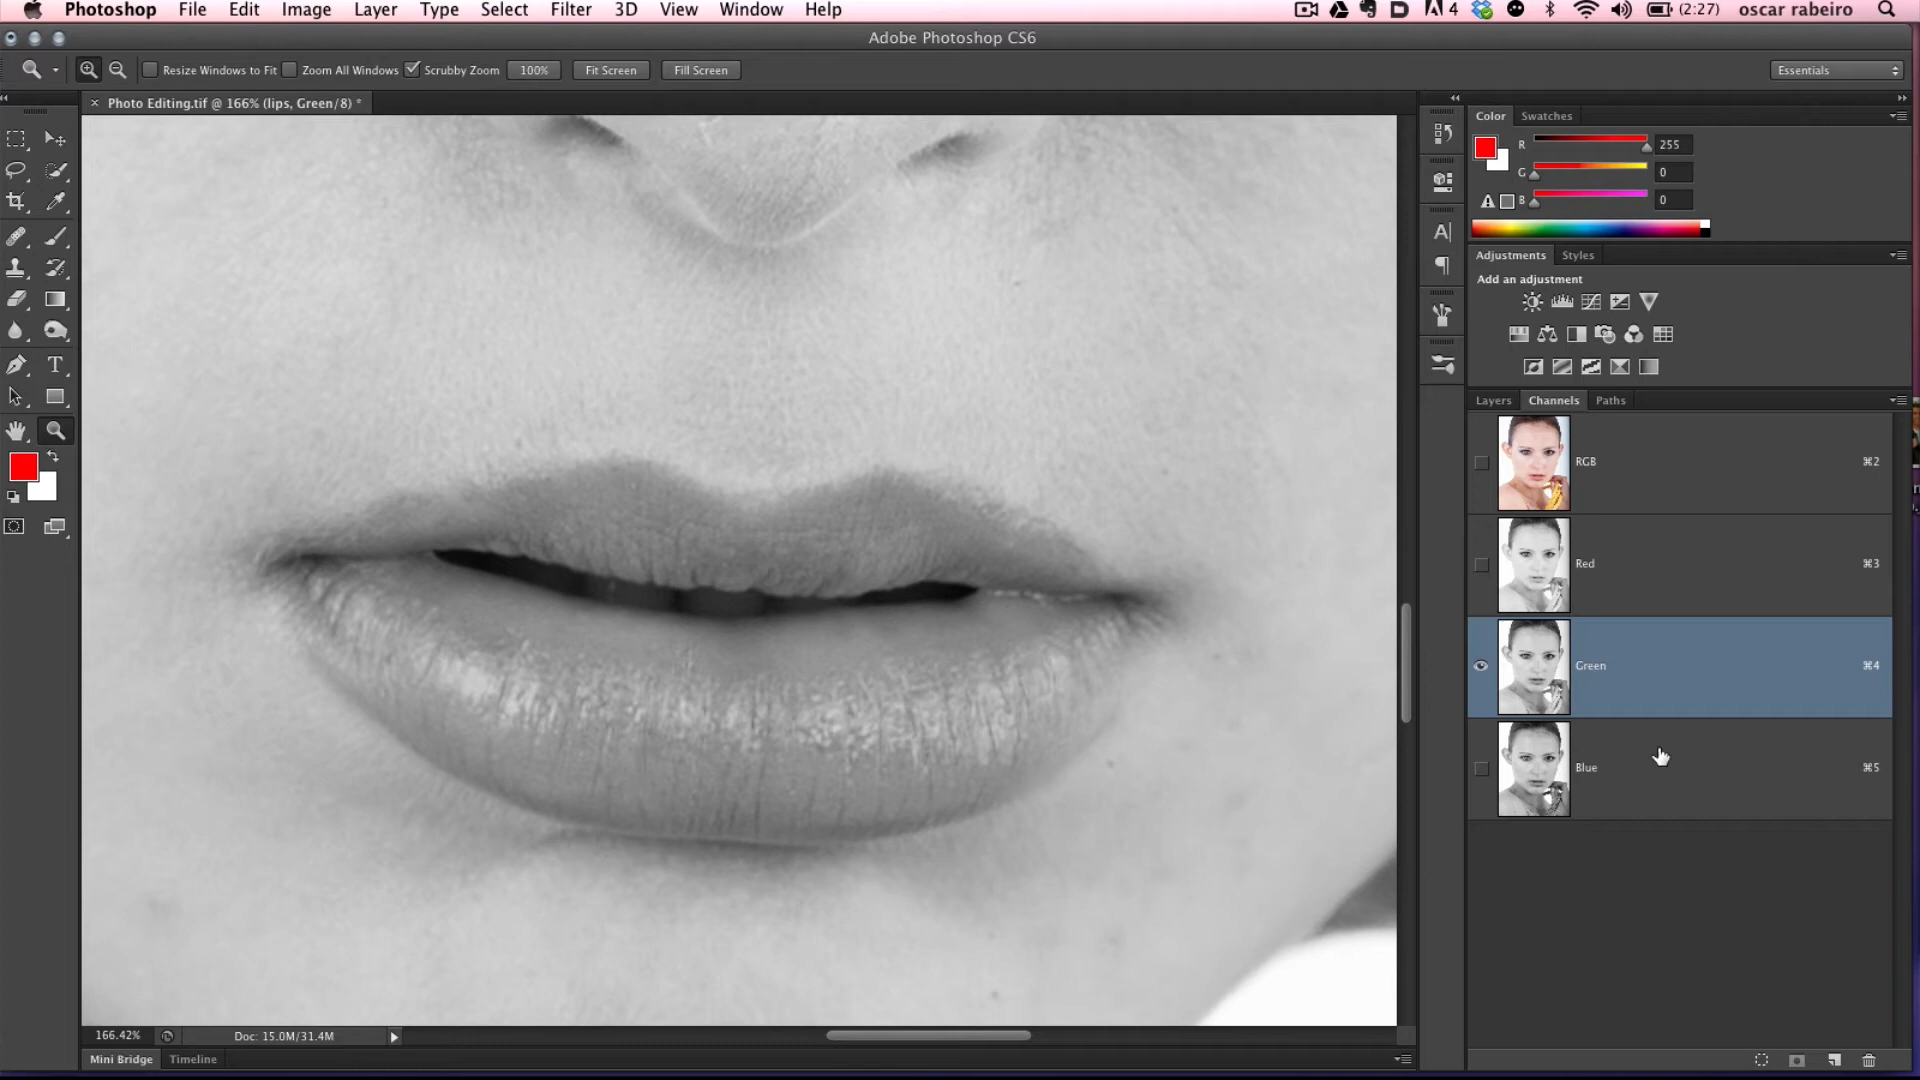 Photoshop File Edit Image Layer Type Select Filter 3D View Window Help 4 (2:27) oscar rabeiro
Adobe Photoshop CS6
Resize Windows to Fit Zoom All Windows Scrubby Zoom 100% Fit Screen Fill Screen Essentials
× Photo Editing.tif @ 166% (lips, Green/8) *
Color Swatches
R 255
G 0
B 0
Adjustments Styles
Add an adjustment
Layers Channels Paths
RGB ⌘2
Red ⌘3
Green ⌘4
Blue ⌘5
166.42% Doc: 15.0M/31.4M
Mini Bridge Timeline